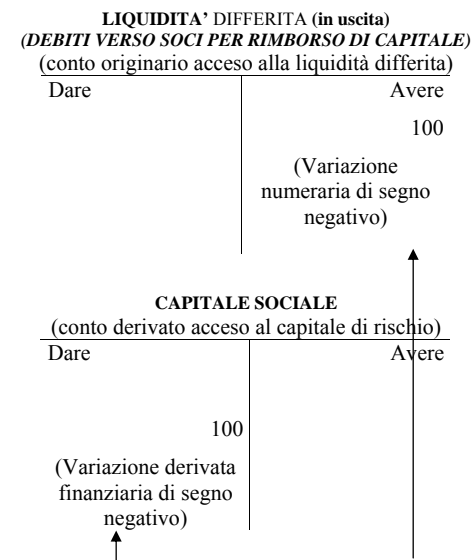 LIQUIDITA’ DIFFERITA (in uscita)
(DEBITI VERSO SOCI PER RIMBORSO DI CAPITALE)
(conto originario acceso alla liquidità differita)
Dare Avere
100
(Variazione
numeraria di segno
negativo)
CAPITALE SOCIALE
(conto derivato acceso al capitale di rischio)
Dare Avere
100
(Variazione derivata
finanziaria di segno
negativo)